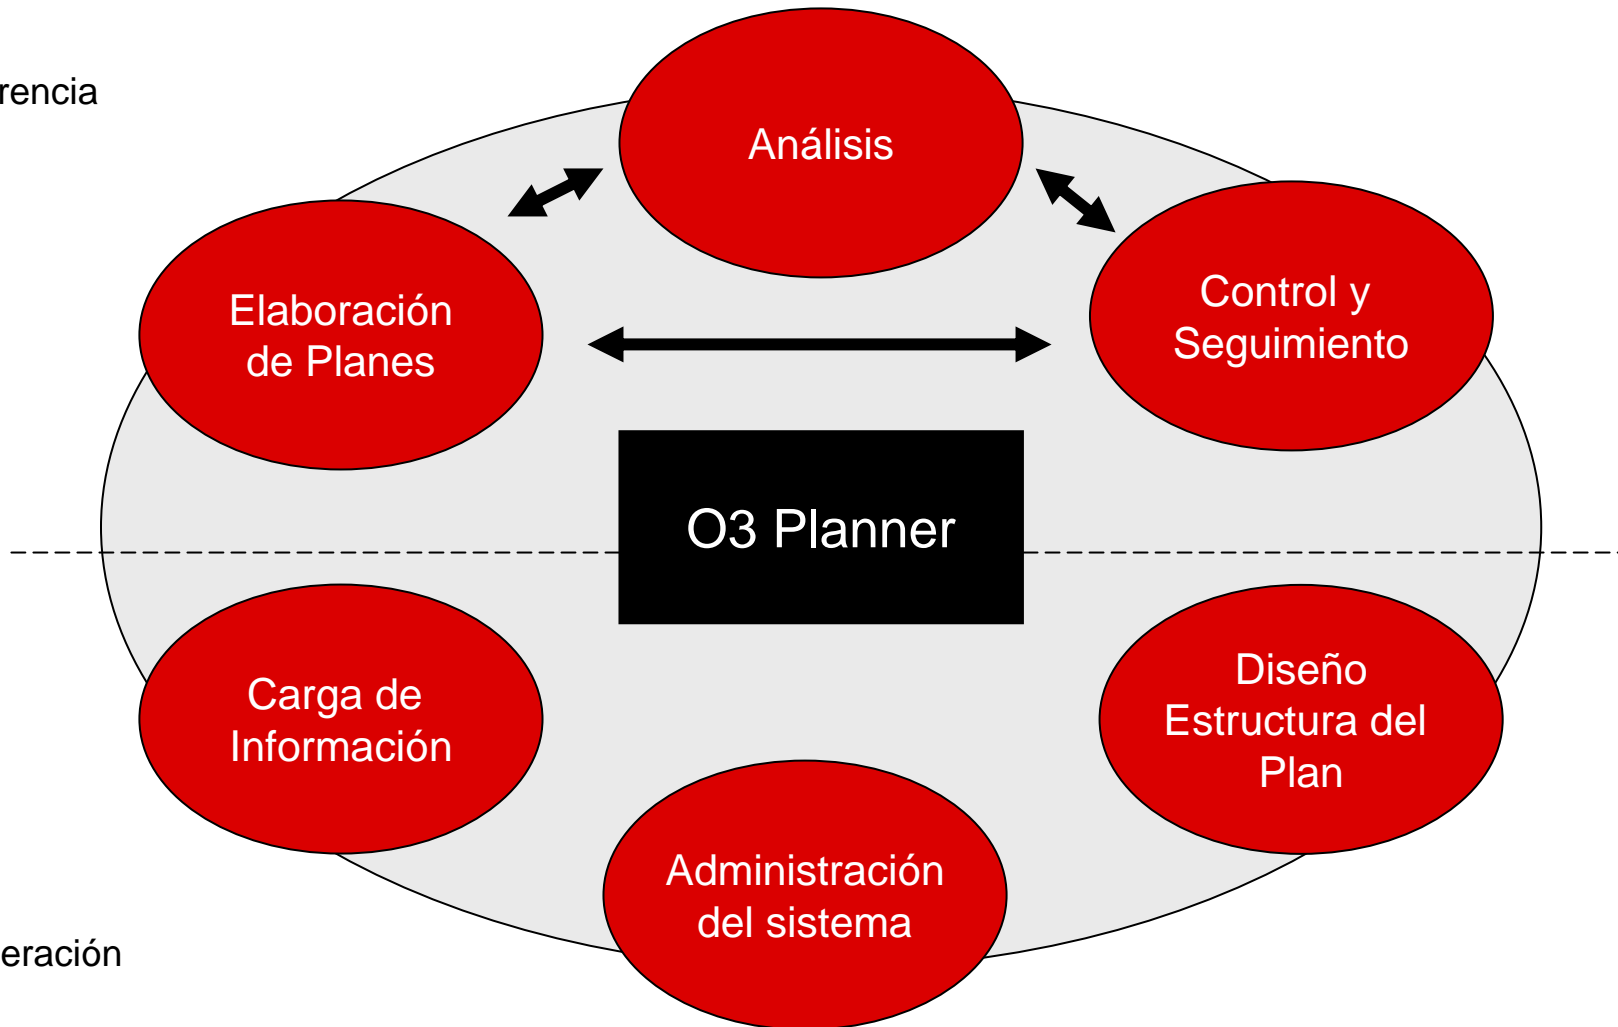 rencia
Análisis
Elaboración
de Planes
Control y
Seguimiento
O3 Planner
Carga de
Información
Diseño
Estructura del
Plan
Administración
del sistema
eración